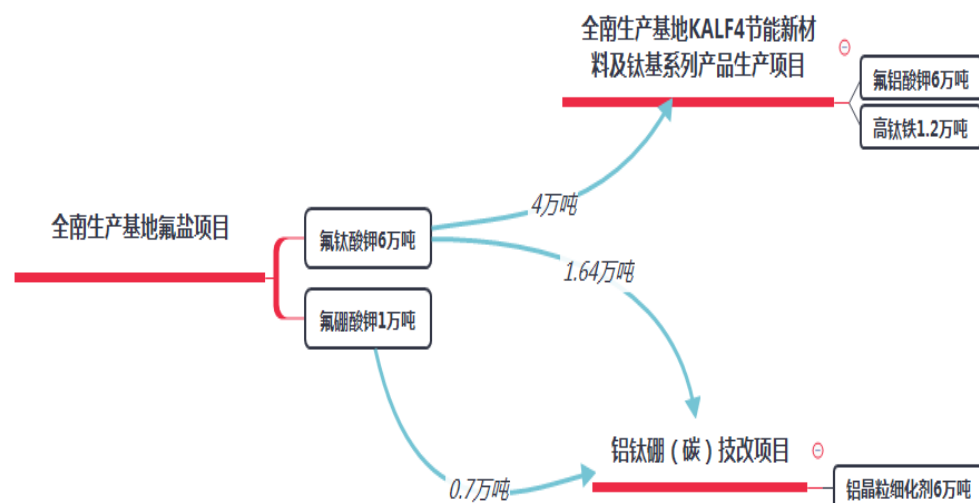 全南生产基地KALF4节能新材
料及钛基系列产品生产项目
氟铝酸钾6万吨
高钛铁1.2万吨
4万吨
全南生产基地氟盐项目
氟钛酸钾6万吨
1.64万吨
氟硼酸钾1万吨
铝钛硼（碳）技改项目
0.7万吨
铝晶粒细化剂6万吨